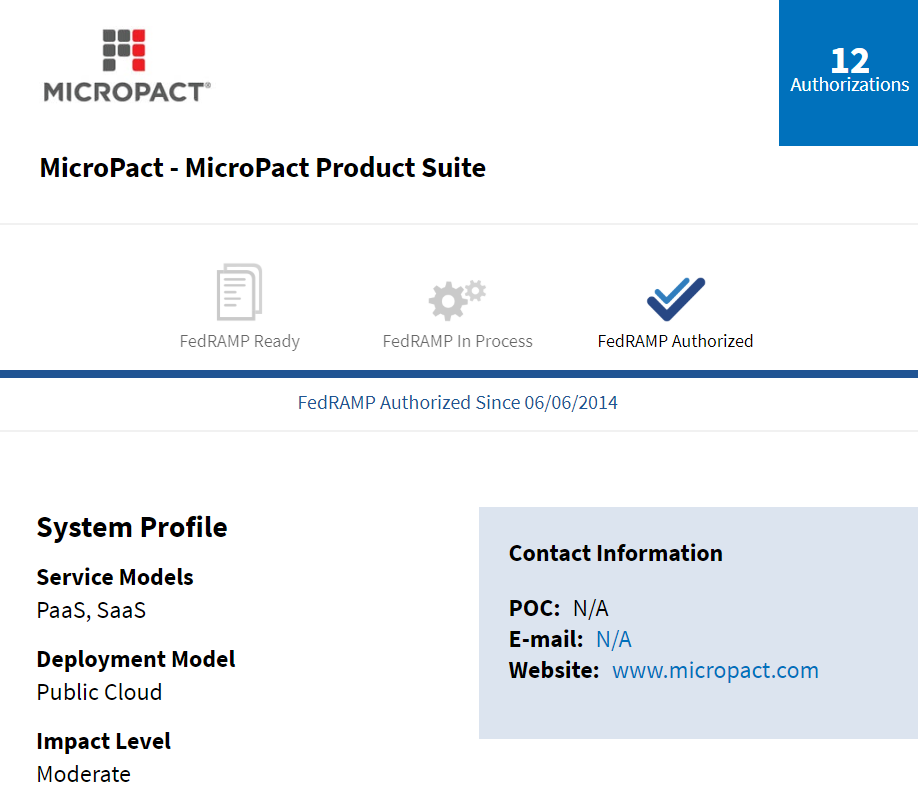 MICROPACT®
12
Authorizations
MicroPact - MicroPact Product Suite
FedRAMP Ready
FedRAMP In Process
FedRAMP Authorized
FedRAMP Authorized Since 06/06/2014
System Profile
Service Models
PaaS, SaaS
Deployment Model
Public Cloud
Impact Level
Moderate
Contact Information
POC: N/A
E-mail: N/A
Website: www.micropact.com